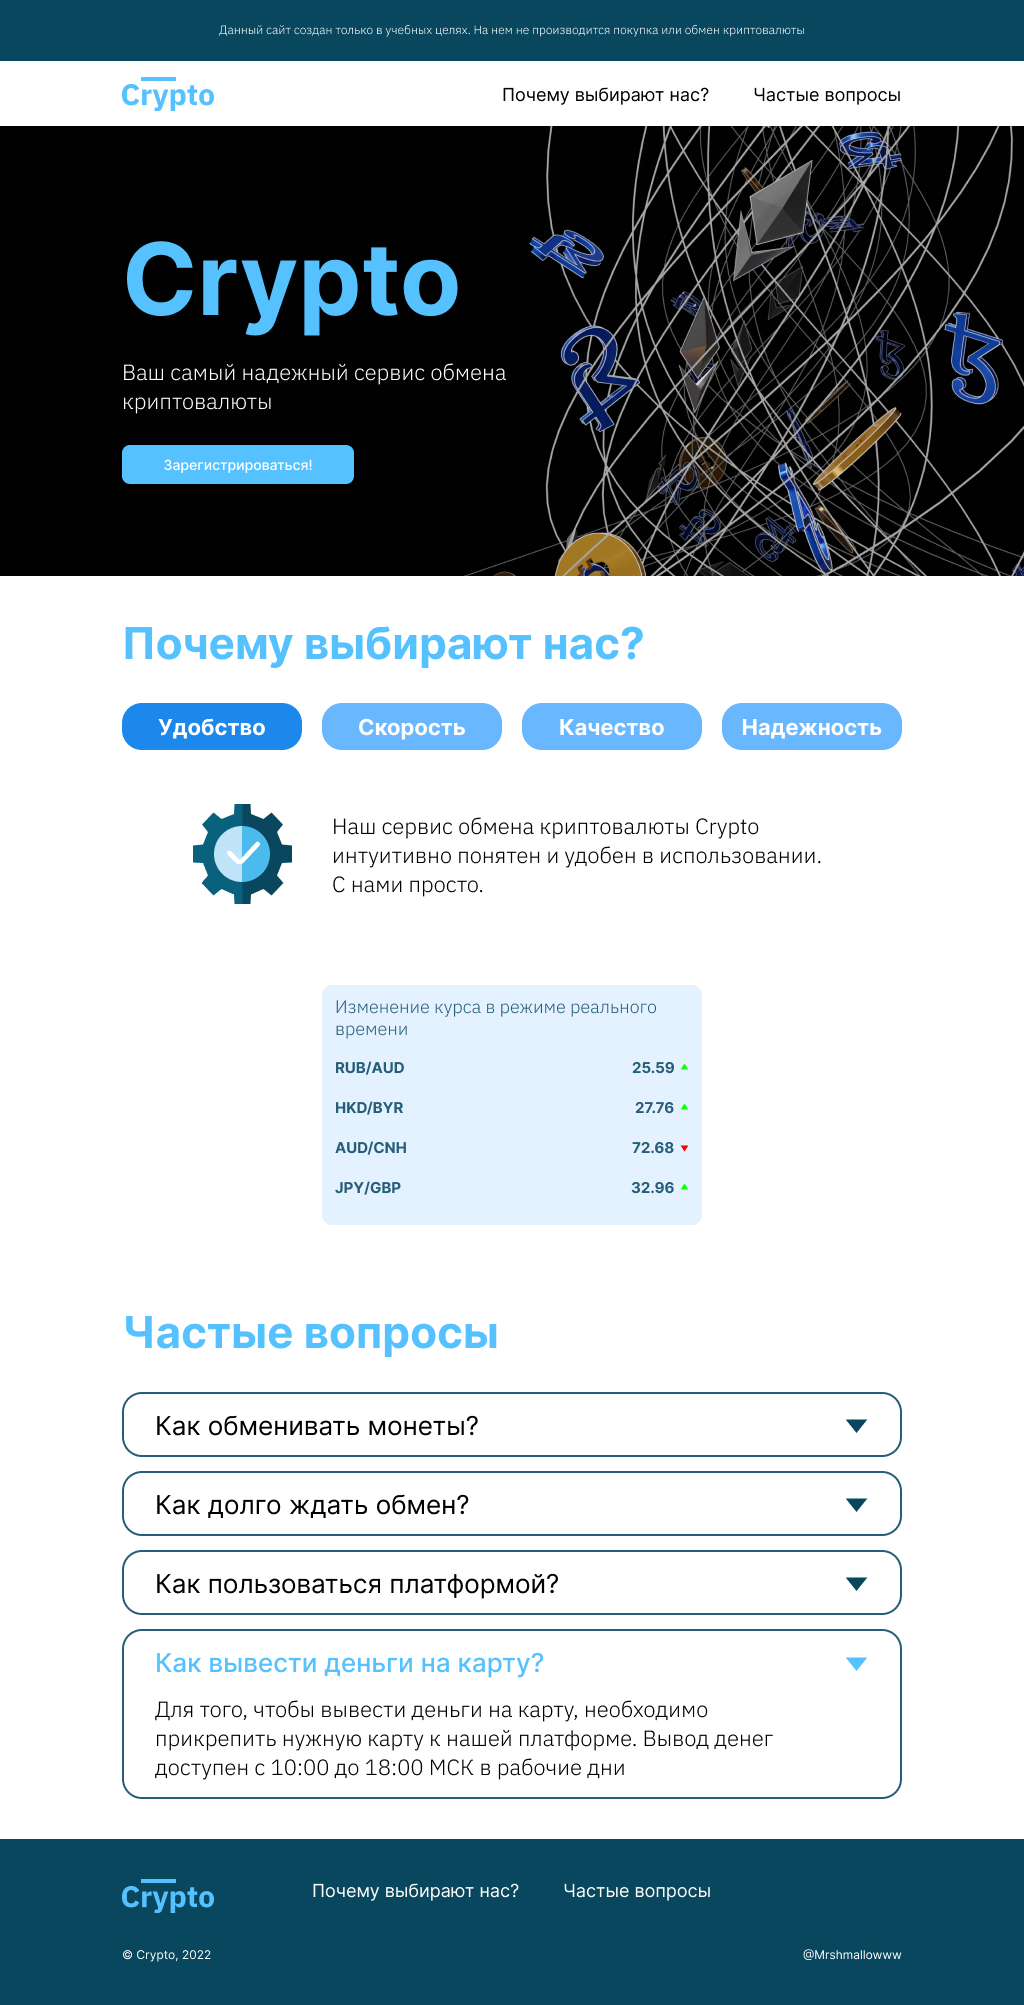 Данный сайт создан только в учебных целях. На нем не производится покупка или обмен криптовалюты
Crypto
Почему выбирают нас?
Частые вопросы
Crypto
Ваш самый надежный сервис обмена
криптовалюты
Зарегистрироваться!
Почему выбирают нас?
Удобство
Скорость
Качество
Надежность
Наш сервис обмена криптовалюты Crypto
интуитивно понятен и удобен в использовании.
С нами просто.
Изменение курса в режиме реального
времени
RUB/AUD 25.59
HKD/BYR 27.76
AUD/CNH 72.68
JPY/GBP 32.96
Частые вопросы
Как обменивать монеты?
Как долго ждать обмен?
Как пользоваться платформой?
Как вывести деньги на карту?
Для того, чтобы вывести деньги на карту, необходимо
прикрепить нужную карту к нашей платформе. Вывод денег
доступен с 10:00 до 18:00 МСК в рабочие дни
Crypto
Почему выбирают нас?
Частые вопросы
© Crypto, 2022
@Mrshmallowww